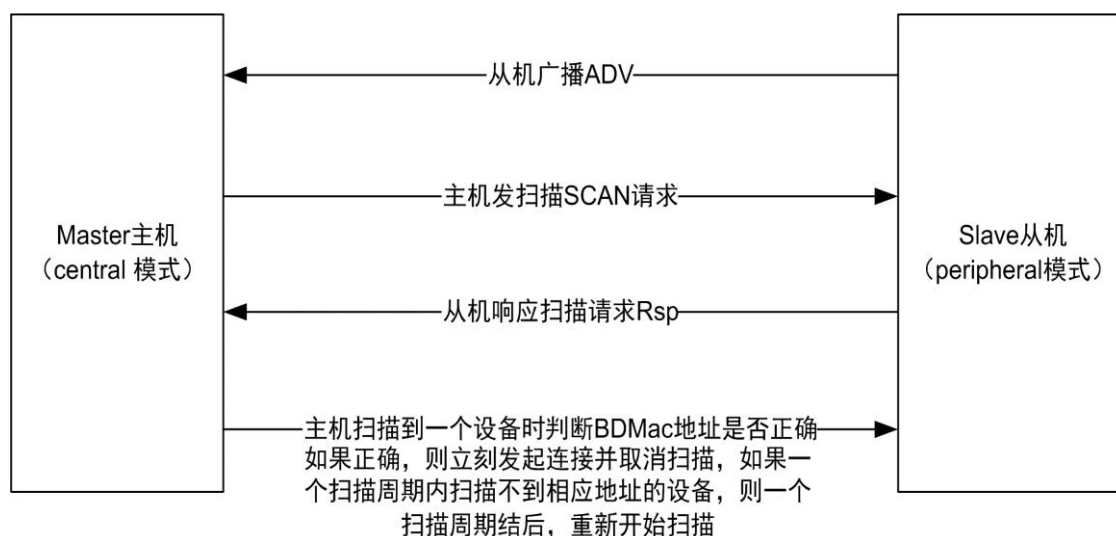 从机广播ADV
主机发扫描SCAN请求
Master主机
（central 模式）
Slave从机
（peripheral模式）
从机响应扫描请求Rsp
主机扫描到一个设备时判断BDMac地址是否正确
如果正确，则立刻发起连接并取消扫描，如果一
个扫描周期内扫描不到相应地址的设备，则一个
扫描周期结后，重新开始扫描